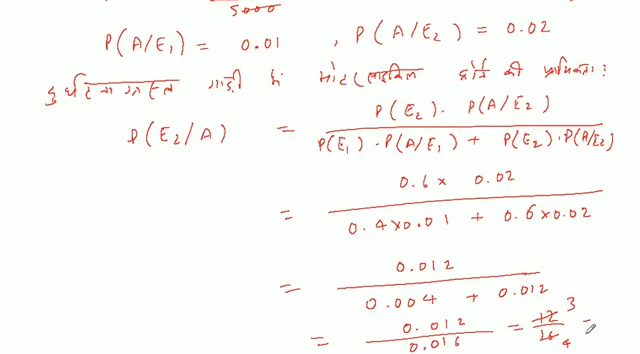 5000
P(A/E₁) = 0.01 , P(A/E₂) = 0.02
दुर्घटनाग्रस्त गाड़ी के मोटरसाइकिल होने की प्रायिकता :
P(E₂/A) = P(E₂) · P(A/E₂) / P(E₁) · P(A/E₁) + P(E₂) · P(A/E₂)
= 0.6 × 0.02 / 0.4×0.01 + 0.6×0.02
= 0.012 / 0.004 + 0.012
= 0.012 / 0.016 = 12 3 / 16 4 =